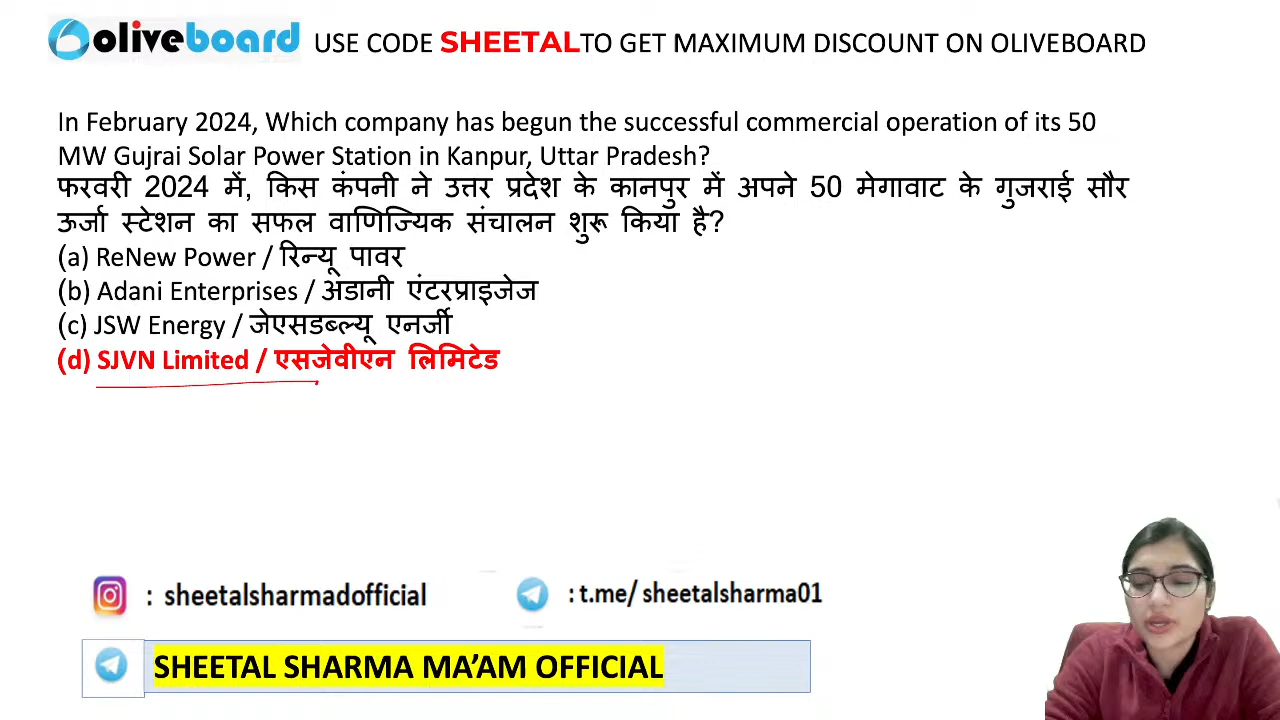 oliveboard USE CODE SHEETAL TO GET MAXIMUM DISCOUNT ON OLIVEBOARD
In February 2024, Which company has begun the successful commercial operation of its 50
MW Gujrai Solar Power Station in Kanpur, Uttar Pradesh?
फरवरी 2024 में, किस कंपनी ने उत्तर प्रदेश के कानपुर में अपने 50 मेगावाट के गुजराई सौर
ऊर्जा स्टेशन का सफल वाणिज्यिक संचालन शुरू किया है?
(a) ReNew Power / रिन्यू पावर
(b) Adani Enterprises / अडानी एंटरप्राइजेज
(c) JSW Energy / जेएसडब्ल्यू एनर्जी
(d) SJVN Limited / एसजेवीएन लिमिटेड
: sheetalsharmadofficial : t.me/ sheetalsharma01
SHEETAL SHARMA MA’AM OFFICIAL